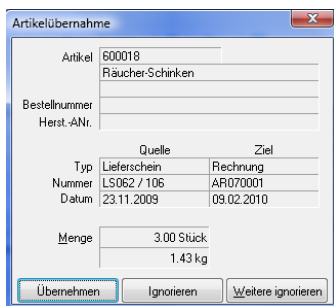 Artikelübernahme
Artikel 600018
Räucher-Schinken
Bestellnummer
Herst.-ANr.
Quelle Ziel
Typ Lieferschein Rechnung
Nummer LS062 / 106 AR070001
Datum 23.11.2009 09.02.2010
Menge 3.00 Stück
1.43 kg
Übernehmen Ignorieren Weitere ignorieren